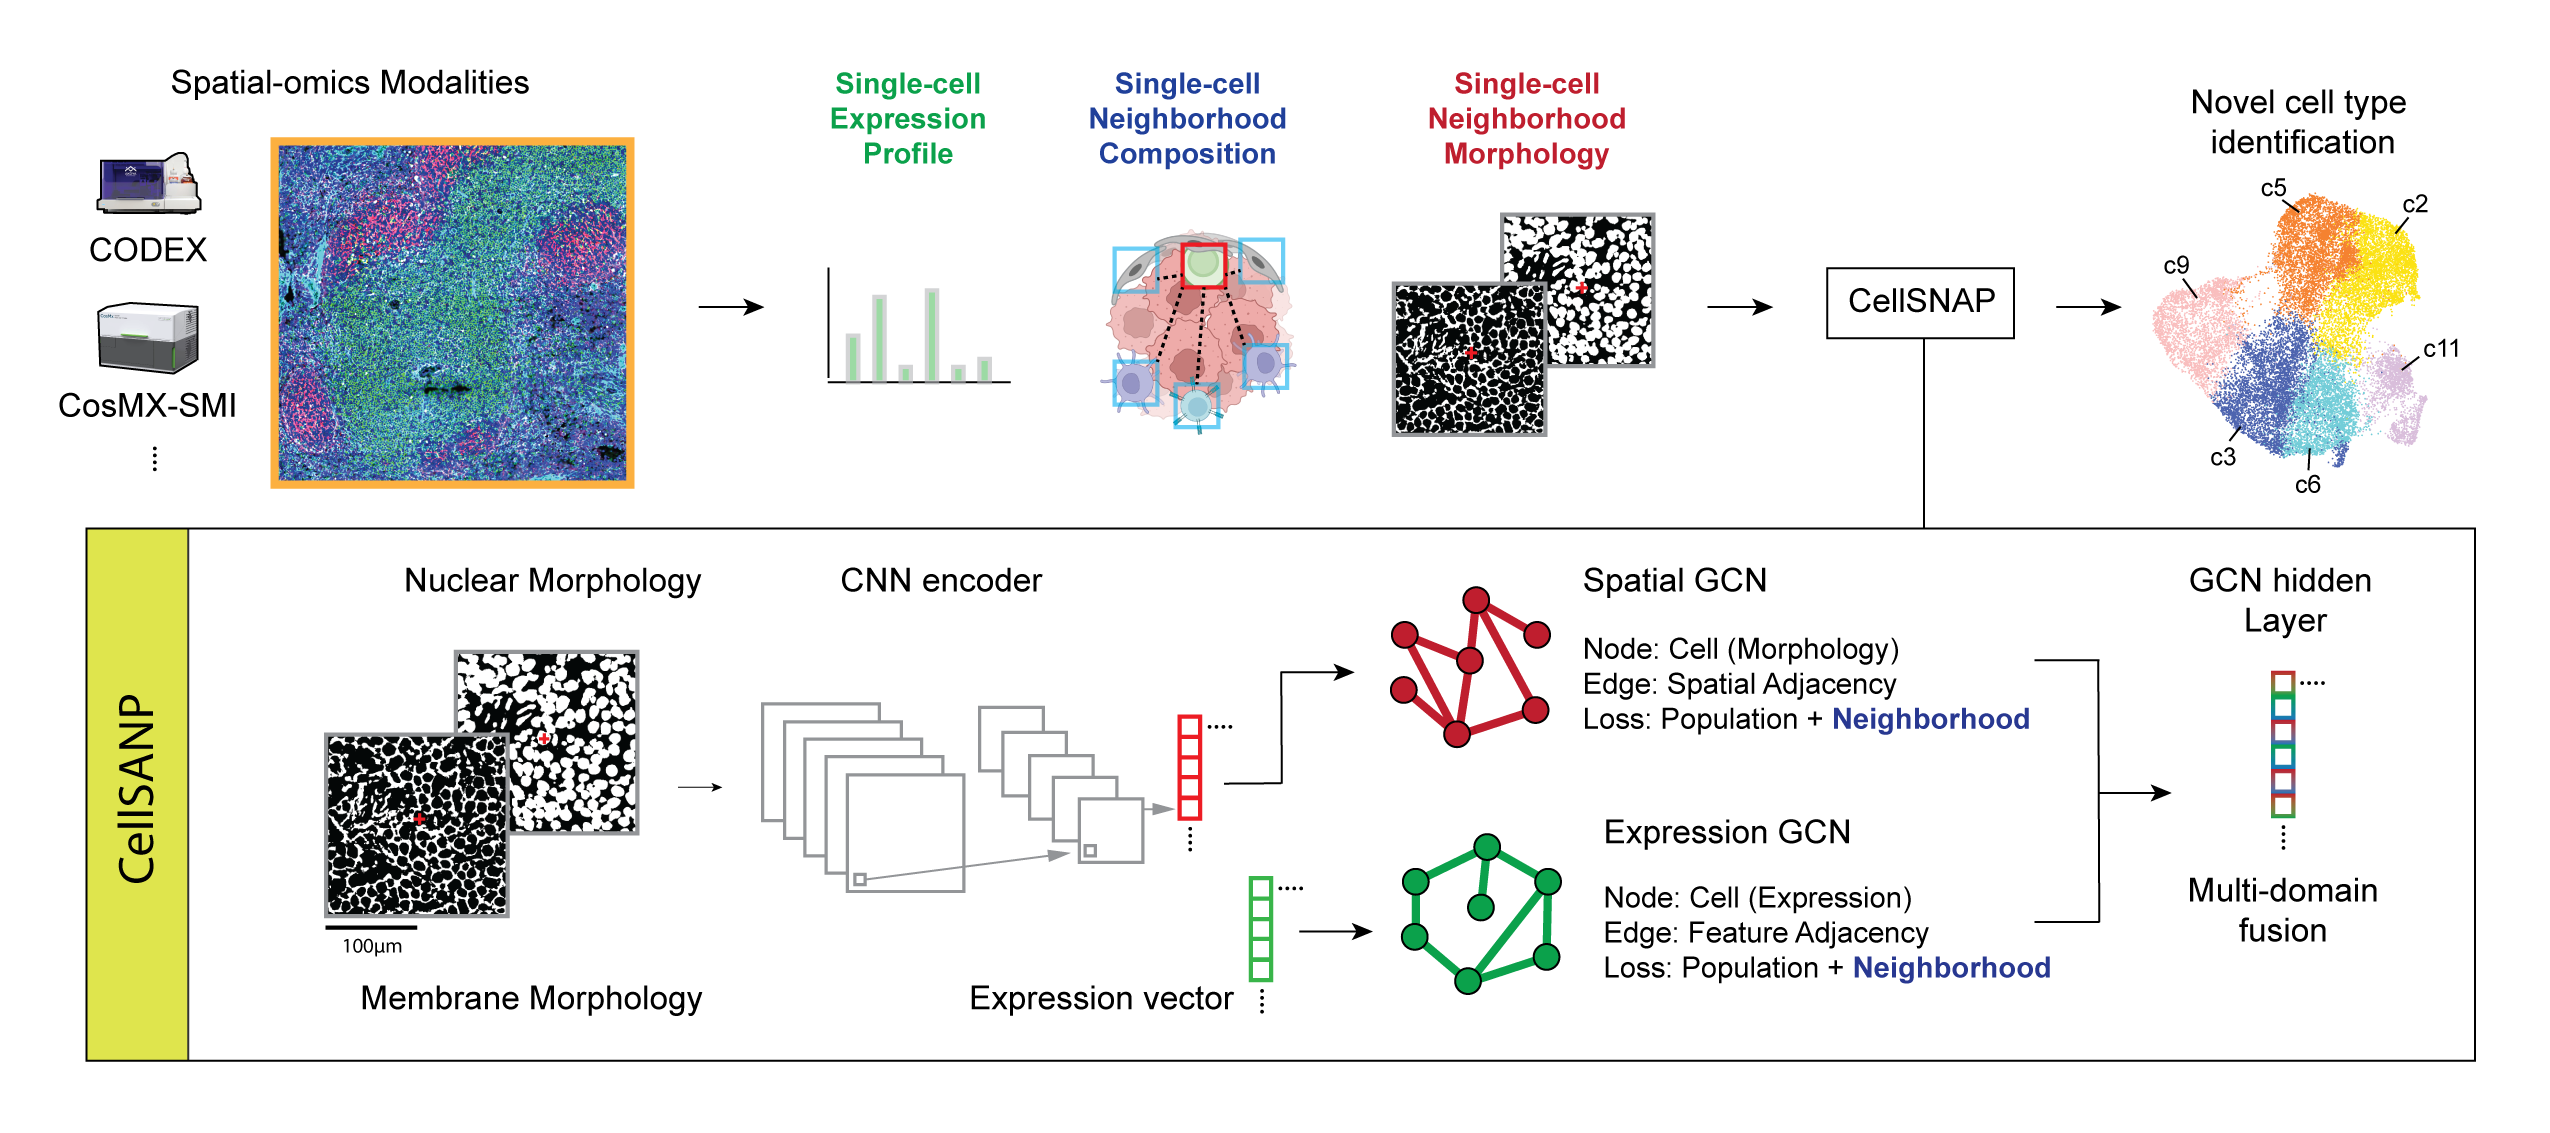 Spatial-omics Modalities
CODEX
CosMX-SMI
Single-cell
Expression
Profile
Single-cell
Neighborhood
Composition
Single-cell
Neighborhood
Morphology
CellSNAP
Novel cell type
identification
c5
c2
c9
c11
c3
c6
CellSANP
Nuclear Morphology
100μm
Membrane Morphology
CNN encoder
Expression vector
Spatial GCN
Node: Cell (Morphology)
Edge: Spatial Adjacency
Loss: Population + Neighborhood
Expression GCN
Node: Cell (Expression)
Edge: Feature Adjacency
Loss: Population + Neighborhood
GCN hidden
Layer
Multi-domain
fusion